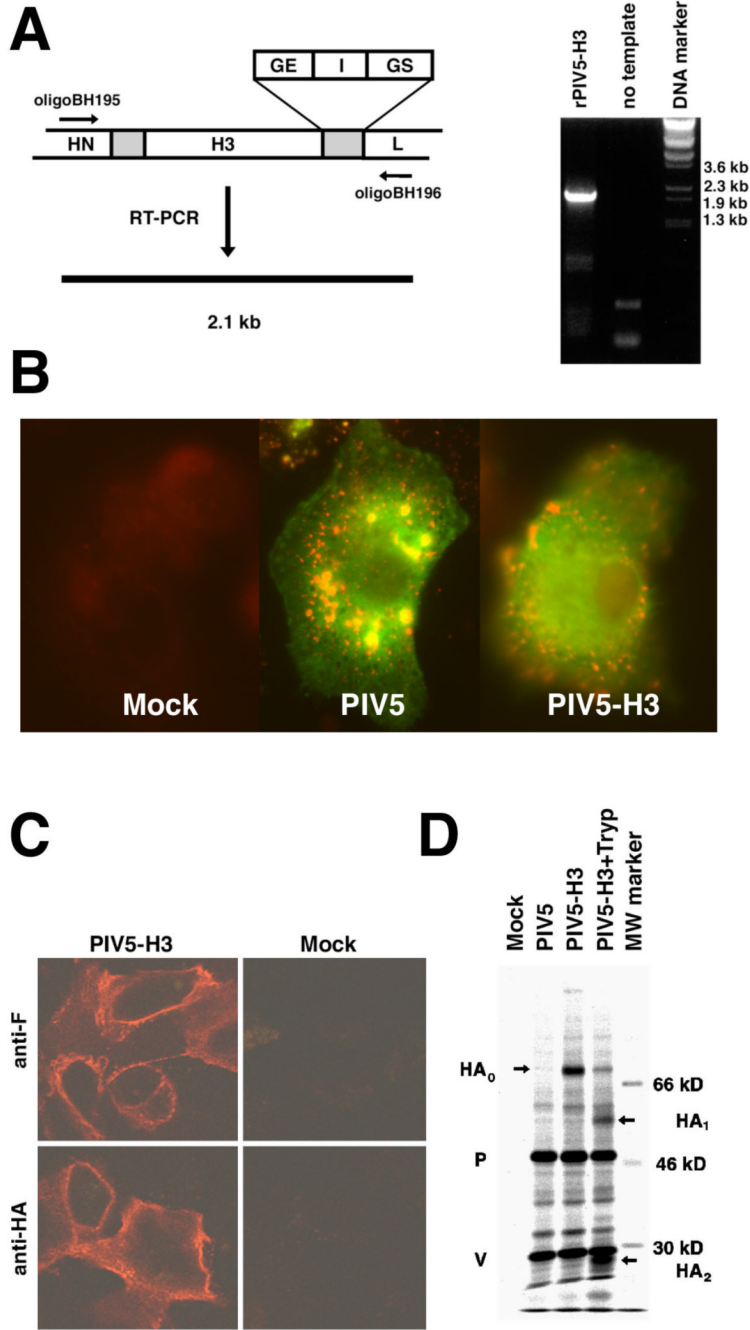 A
GE I GS
oligoBH195
HN H3 L
oligoBH196
RT-PCR
2.1 kb
rPIV5-H3
no template
DNA marker
3.6 kb
2.3 kb
1.9 kb
1.3 kb
B
Mock PIV5 PIV5-H3
C
PIV5-H3 Mock
anti-F
anti-HA
D
Mock
PIV5
PIV5-H3
PIV5-H3+Tryp
MW marker
HA₀
66 kD
HA₁
P
46 kD
30 kD
V
HA₂